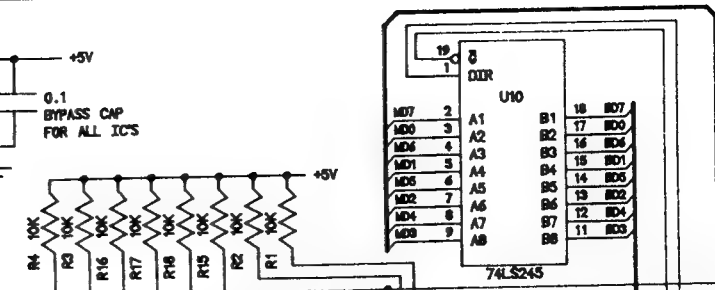 +5V
0.1
BYPASS CAP
FOR ALL IC'S
+5V
R4 10K
R3 10K
R16 10K
R17 10K
R18 10K
R15 10K
R2 10K
R1 10K
19 G
1 DIR
U10
MD7 2 A1 B1 18 BD7
MD0 3 A2 B2 17 BD0
MD6 4 A3 B3 16 BD6
MD1 5 A4 B4 15 BD1
MD5 6 A5 B5 14 BD5
MD2 7 A6 B6 13 BD2
MD4 8 A7 B7 12 BD4
MD3 9 A8 B8 11 BD3
74LS245